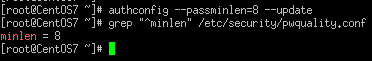 [root@CentOS7 ~]# authconfig --passminlen=8 --update
[root@CentOS7 ~]# grep "^minlen" /etc/security/pwquality.conf
minlen = 8
[root@CentOS7 ~]#